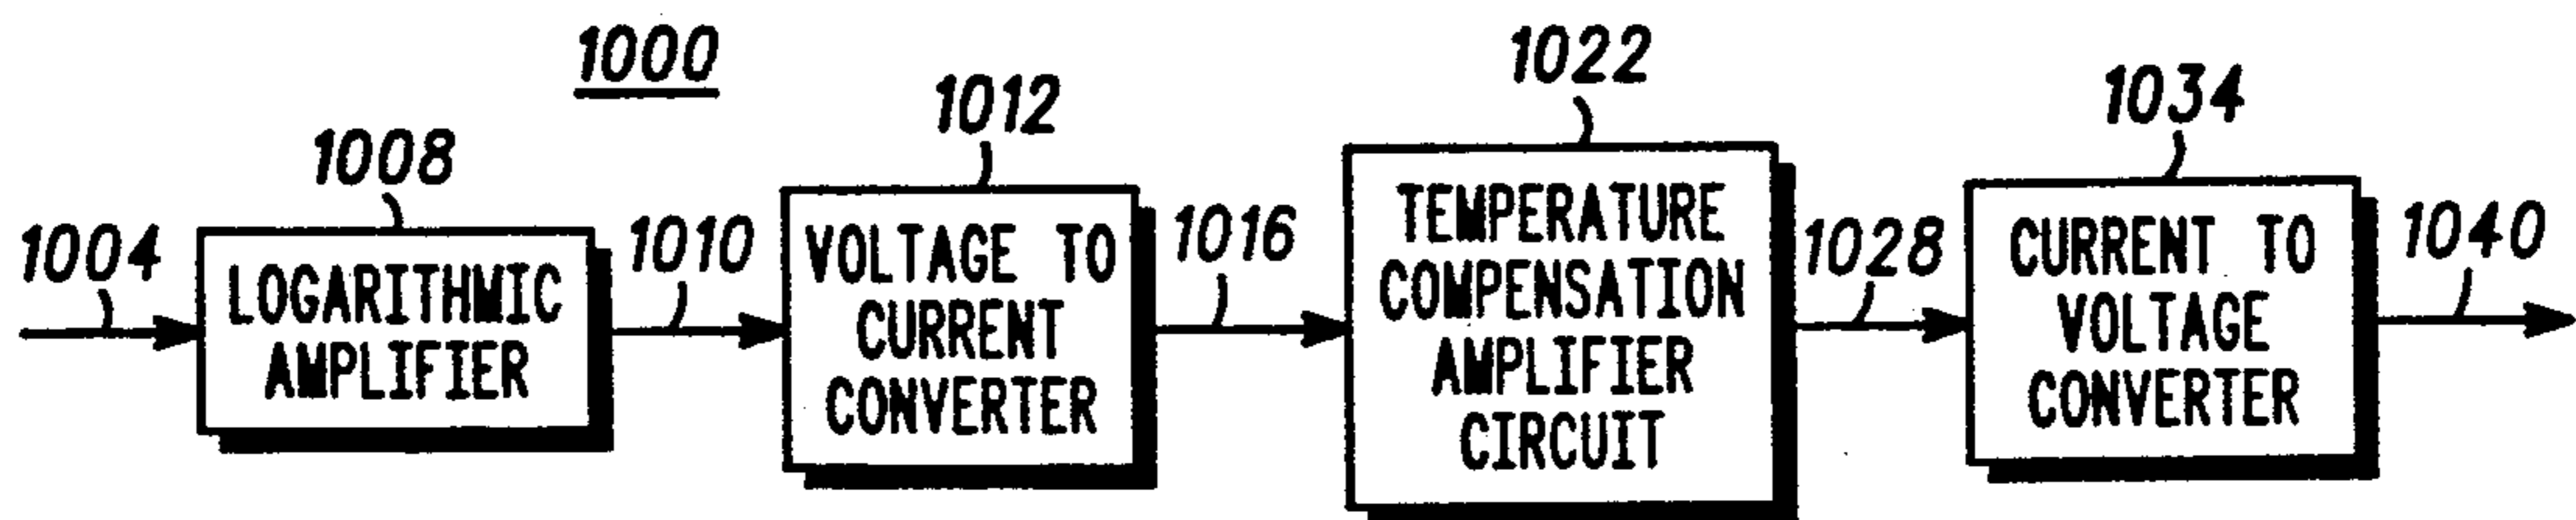 1000
1004
1008
LOGARITHMIC
AMPLIFIER
1010
1012
VOLTAGE TO
CURRENT
CONVERTER
1016
1022
TEMPERATURE
COMPENSATION
AMPLIFIER
CIRCUIT
1028
1034
CURRENT TO
VOLTAGE
CONVERTER
1040